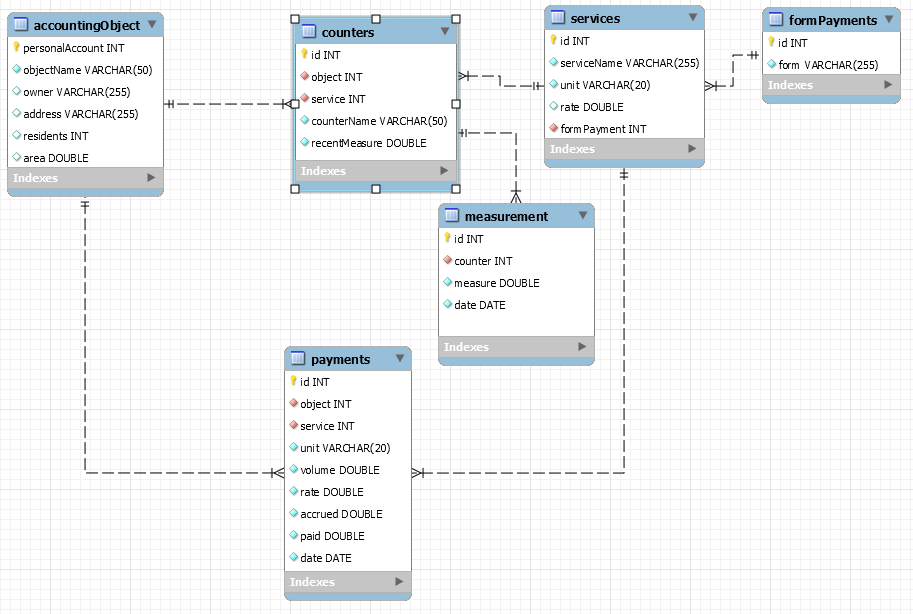 accountingObject
personalAccount INT
objectName VARCHAR(50)
owner VARCHAR(255)
address VARCHAR(255)
residents INT
area DOUBLE
Indexes
counters
id INT
object INT
service INT
counterName VARCHAR(50)
recentMeasure DOUBLE
Indexes
services
id INT
serviceName VARCHAR(255)
unit VARCHAR(20)
rate DOUBLE
formPayment INT
Indexes
formPayments
id INT
form VARCHAR(255)
Indexes
measurement
id INT
counter INT
measure DOUBLE
date DATE
Indexes
payments
id INT
object INT
service INT
unit VARCHAR(20)
volume DOUBLE
rate DOUBLE
accrued DOUBLE
paid DOUBLE
date DATE
Indexes